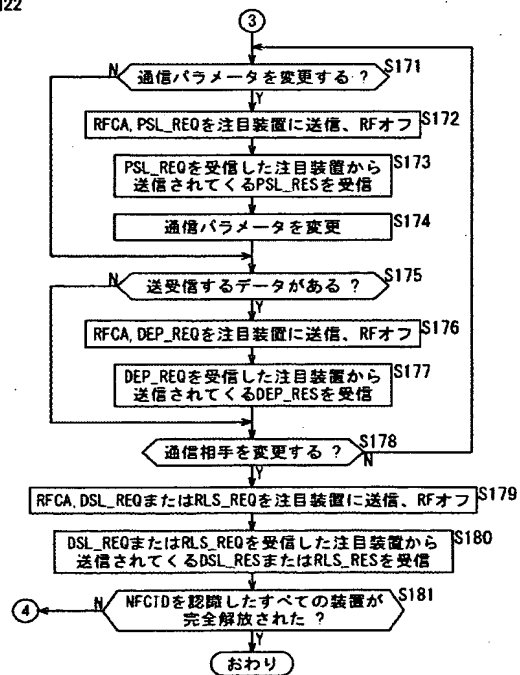 122
3
N
通信パラメータを変更する ?
S171
Y
RFCA,PSL_REQを注目装置に送信、RFオフ
S172
PSL_REQを受信した注目装置から
送信されてくるPSL_RESを受信
S173
通信パラメータを変更
S174
N
送受信するデータがある ?
S175
Y
RFCA,DEP_REQを注目装置に送信、RFオフ
S176
DEP_REQを受信した注目装置から
送信されてくるDEP_RESを受信
S177
通信相手を変更する ?
S178
N
Y
RFCA,DSL_REQまたはRLS_REQを注目装置に送信、RFオフ
S179
DSL_REQまたはRLS_REQを受信した注目装置から
送信されてくるDSL_RESまたはRLS_RESを受信
S180
4
N
NFCIDを認識したすべての装置が
完全解放された ?
S181
Y
おわり